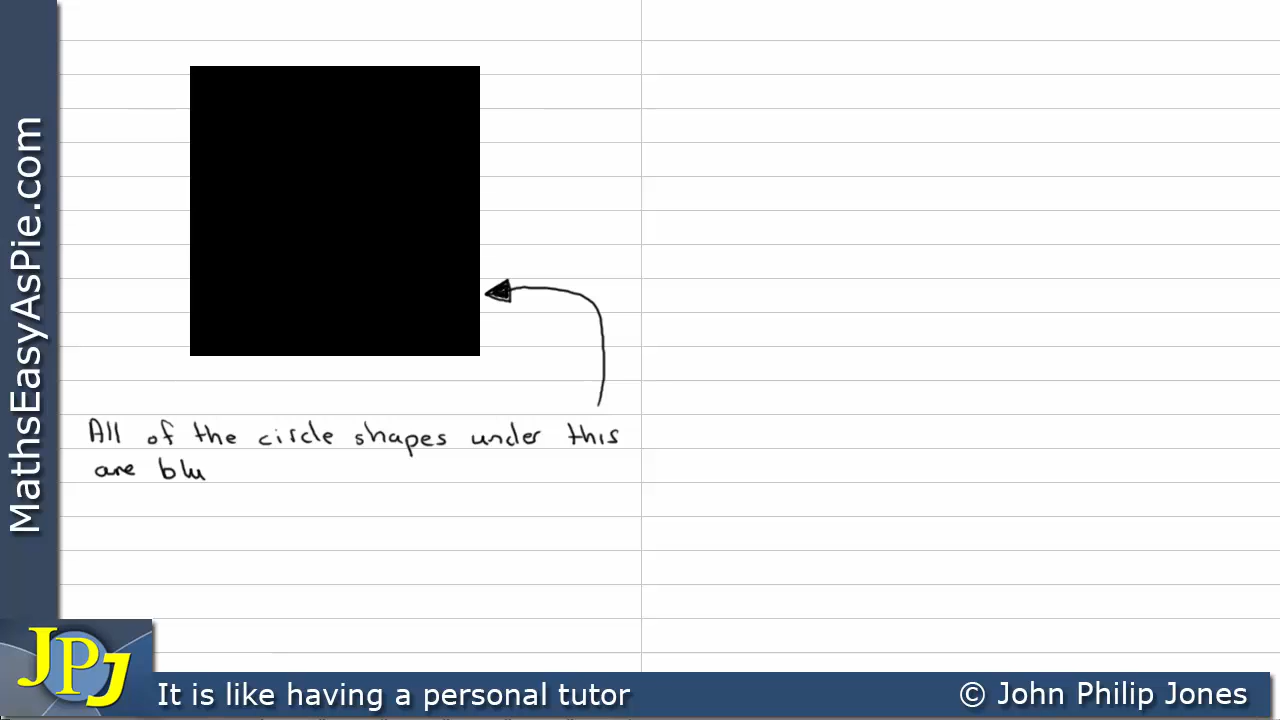 MathsEasyAsPie.com
All of the circle shapes under this
are blu
JPJ
It is like having a personal tutor
© John Philip Jones